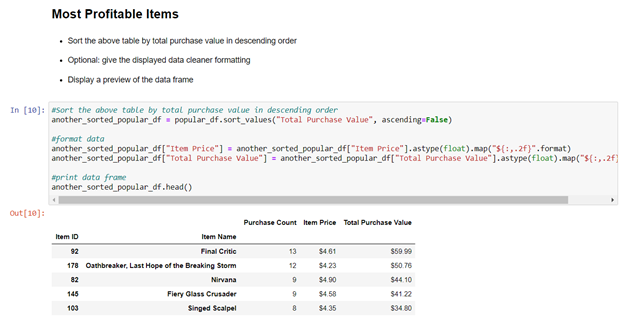 Most Profitable Items
Sort the above table by total purchase value in descending order
Optional: give the displayed data cleaner formatting
Display a preview of the data frame
In [10]: #Sort the above table by total purchase value in descending order
another_sorted_popular_df = popular_df.sort_values("Total Purchase Value", ascending=False)
#format data
another_sorted_popular_df["Item Price"] = another_sorted_popular_df["Item Price"].astype(float).map("${:,.2f}".format)
another_sorted_popular_df["Total Purchase Value"] = another_sorted_popular_df["Total Purchase Value"].astype(float).map("${:,.2f}
#print data frame
another_sorted_popular_df.head()
Out[10]:
Purchase Count Item Price Total Purchase Value
Item ID Item Name
92 Final Critic 13 $4.61 $59.99
178 Oathbreaker, Last Hope of the Breaking Storm 12 $4.23 $50.76
82 Nirvana 9 $4.90 $44.10
145 Fiery Glass Crusader 9 $4.58 $41.22
103 Singed Scalpel 8 $4.35 $34.80